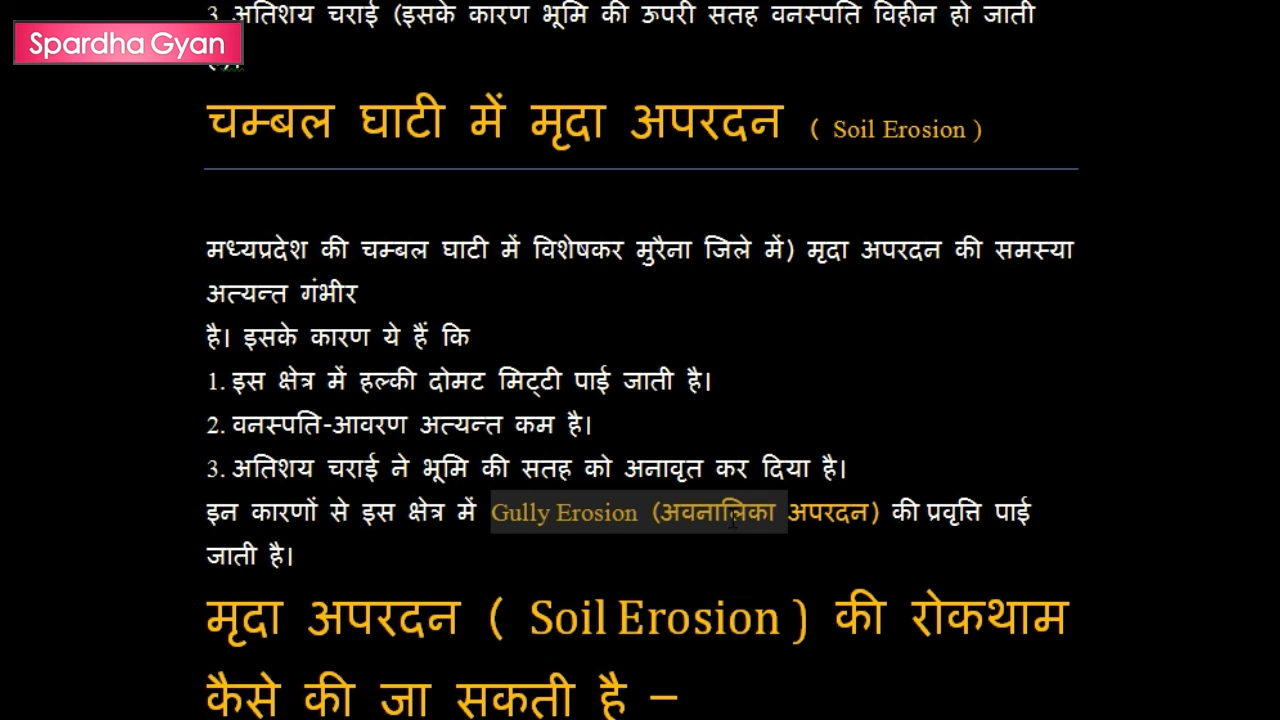 3. अतिशय चराई (इसके कारण भूमि की ऊपरी सतह वनस्पति विहीन हो जाती
Spardha Gyan
चम्बल घाटी में मृदा अपरदन ( Soil Erosion )
मध्यप्रदेश की चम्बल घाटी में विशेषकर मुरैना जिले में) मृदा अपरदन की समस्या
अत्यन्त गंभीर
है। इसके कारण ये हैं कि
1. इस क्षेत्र में हल्की दोमट मिट्टी पाई जाती है।
2. वनस्पति-आवरण अत्यन्त कम है।
3. अतिशय चराई ने भूमि की सतह को अनावृत कर दिया है।
इन कारणों से इस क्षेत्र में Gully Erosion (अवनालिका अपरदन) की प्रवृत्ति पाई
जाती है।
मृदा अपरदन ( Soil Erosion ) की रोकथाम
कैसे की जा सकती है –